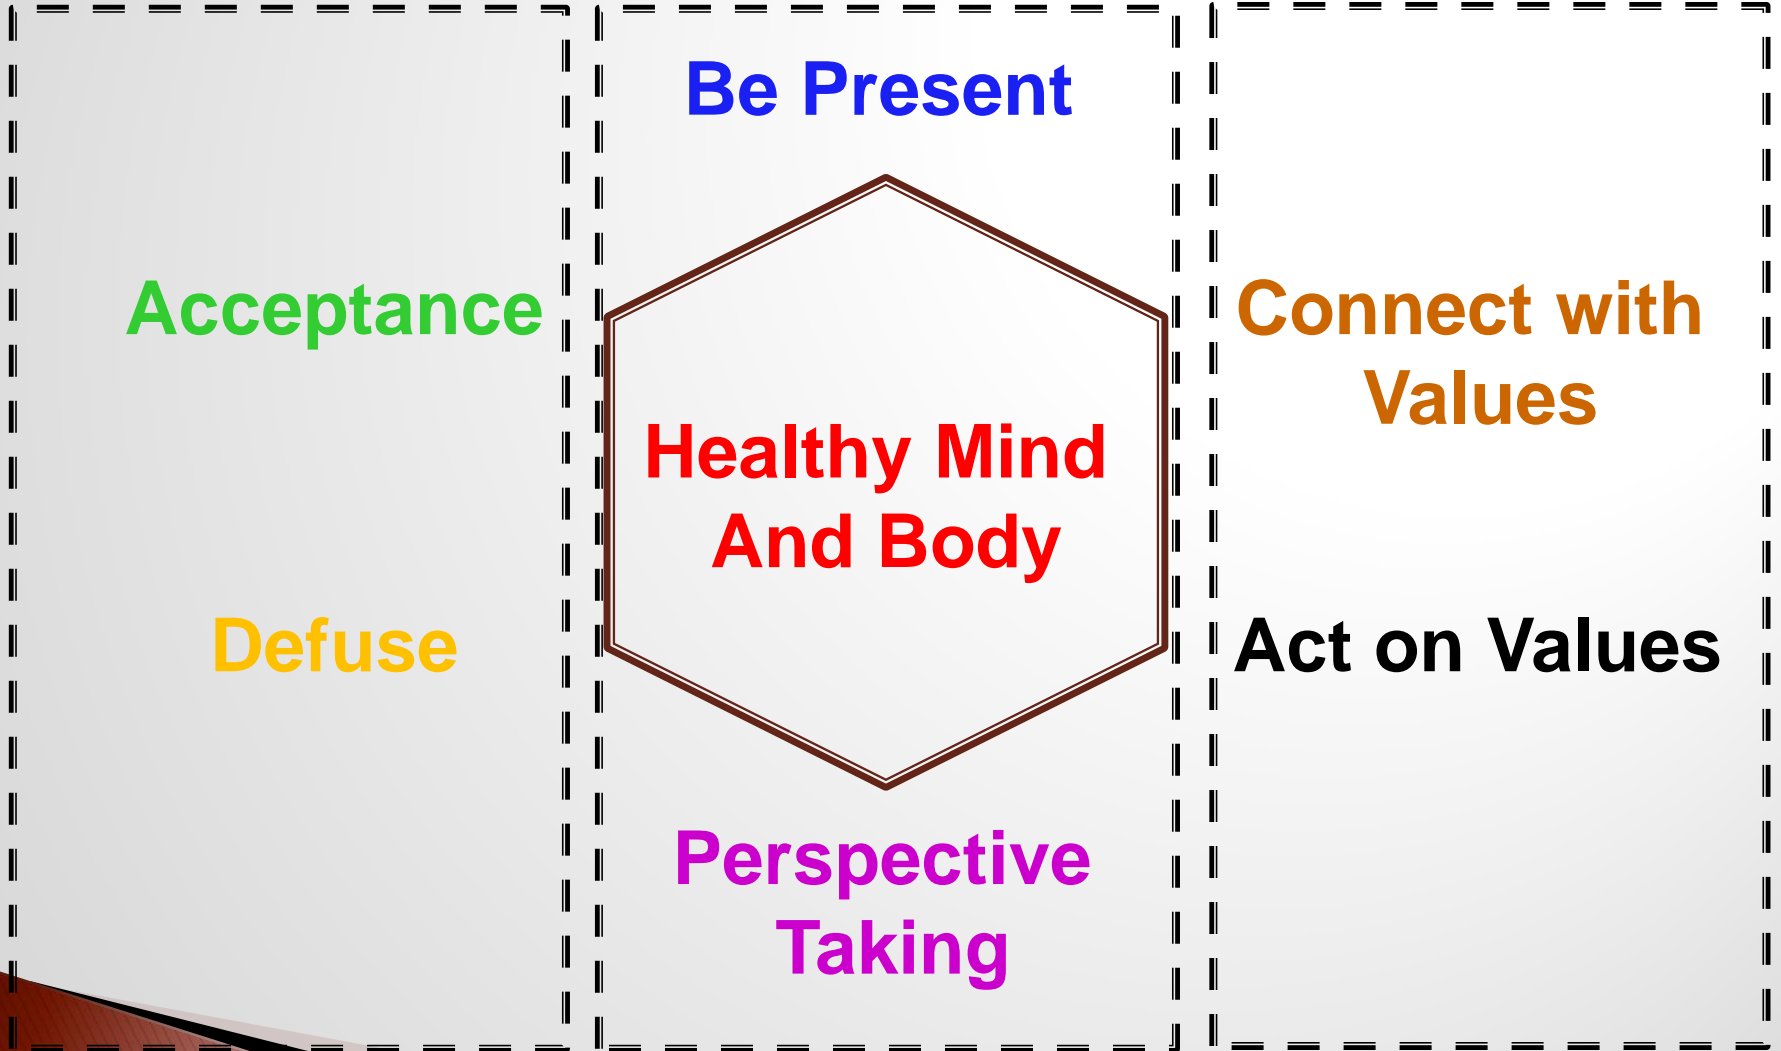 Acceptance
Defuse
Be Present
Healthy Mind
And Body
Perspective
Taking
Connect with
Values
Act on Values